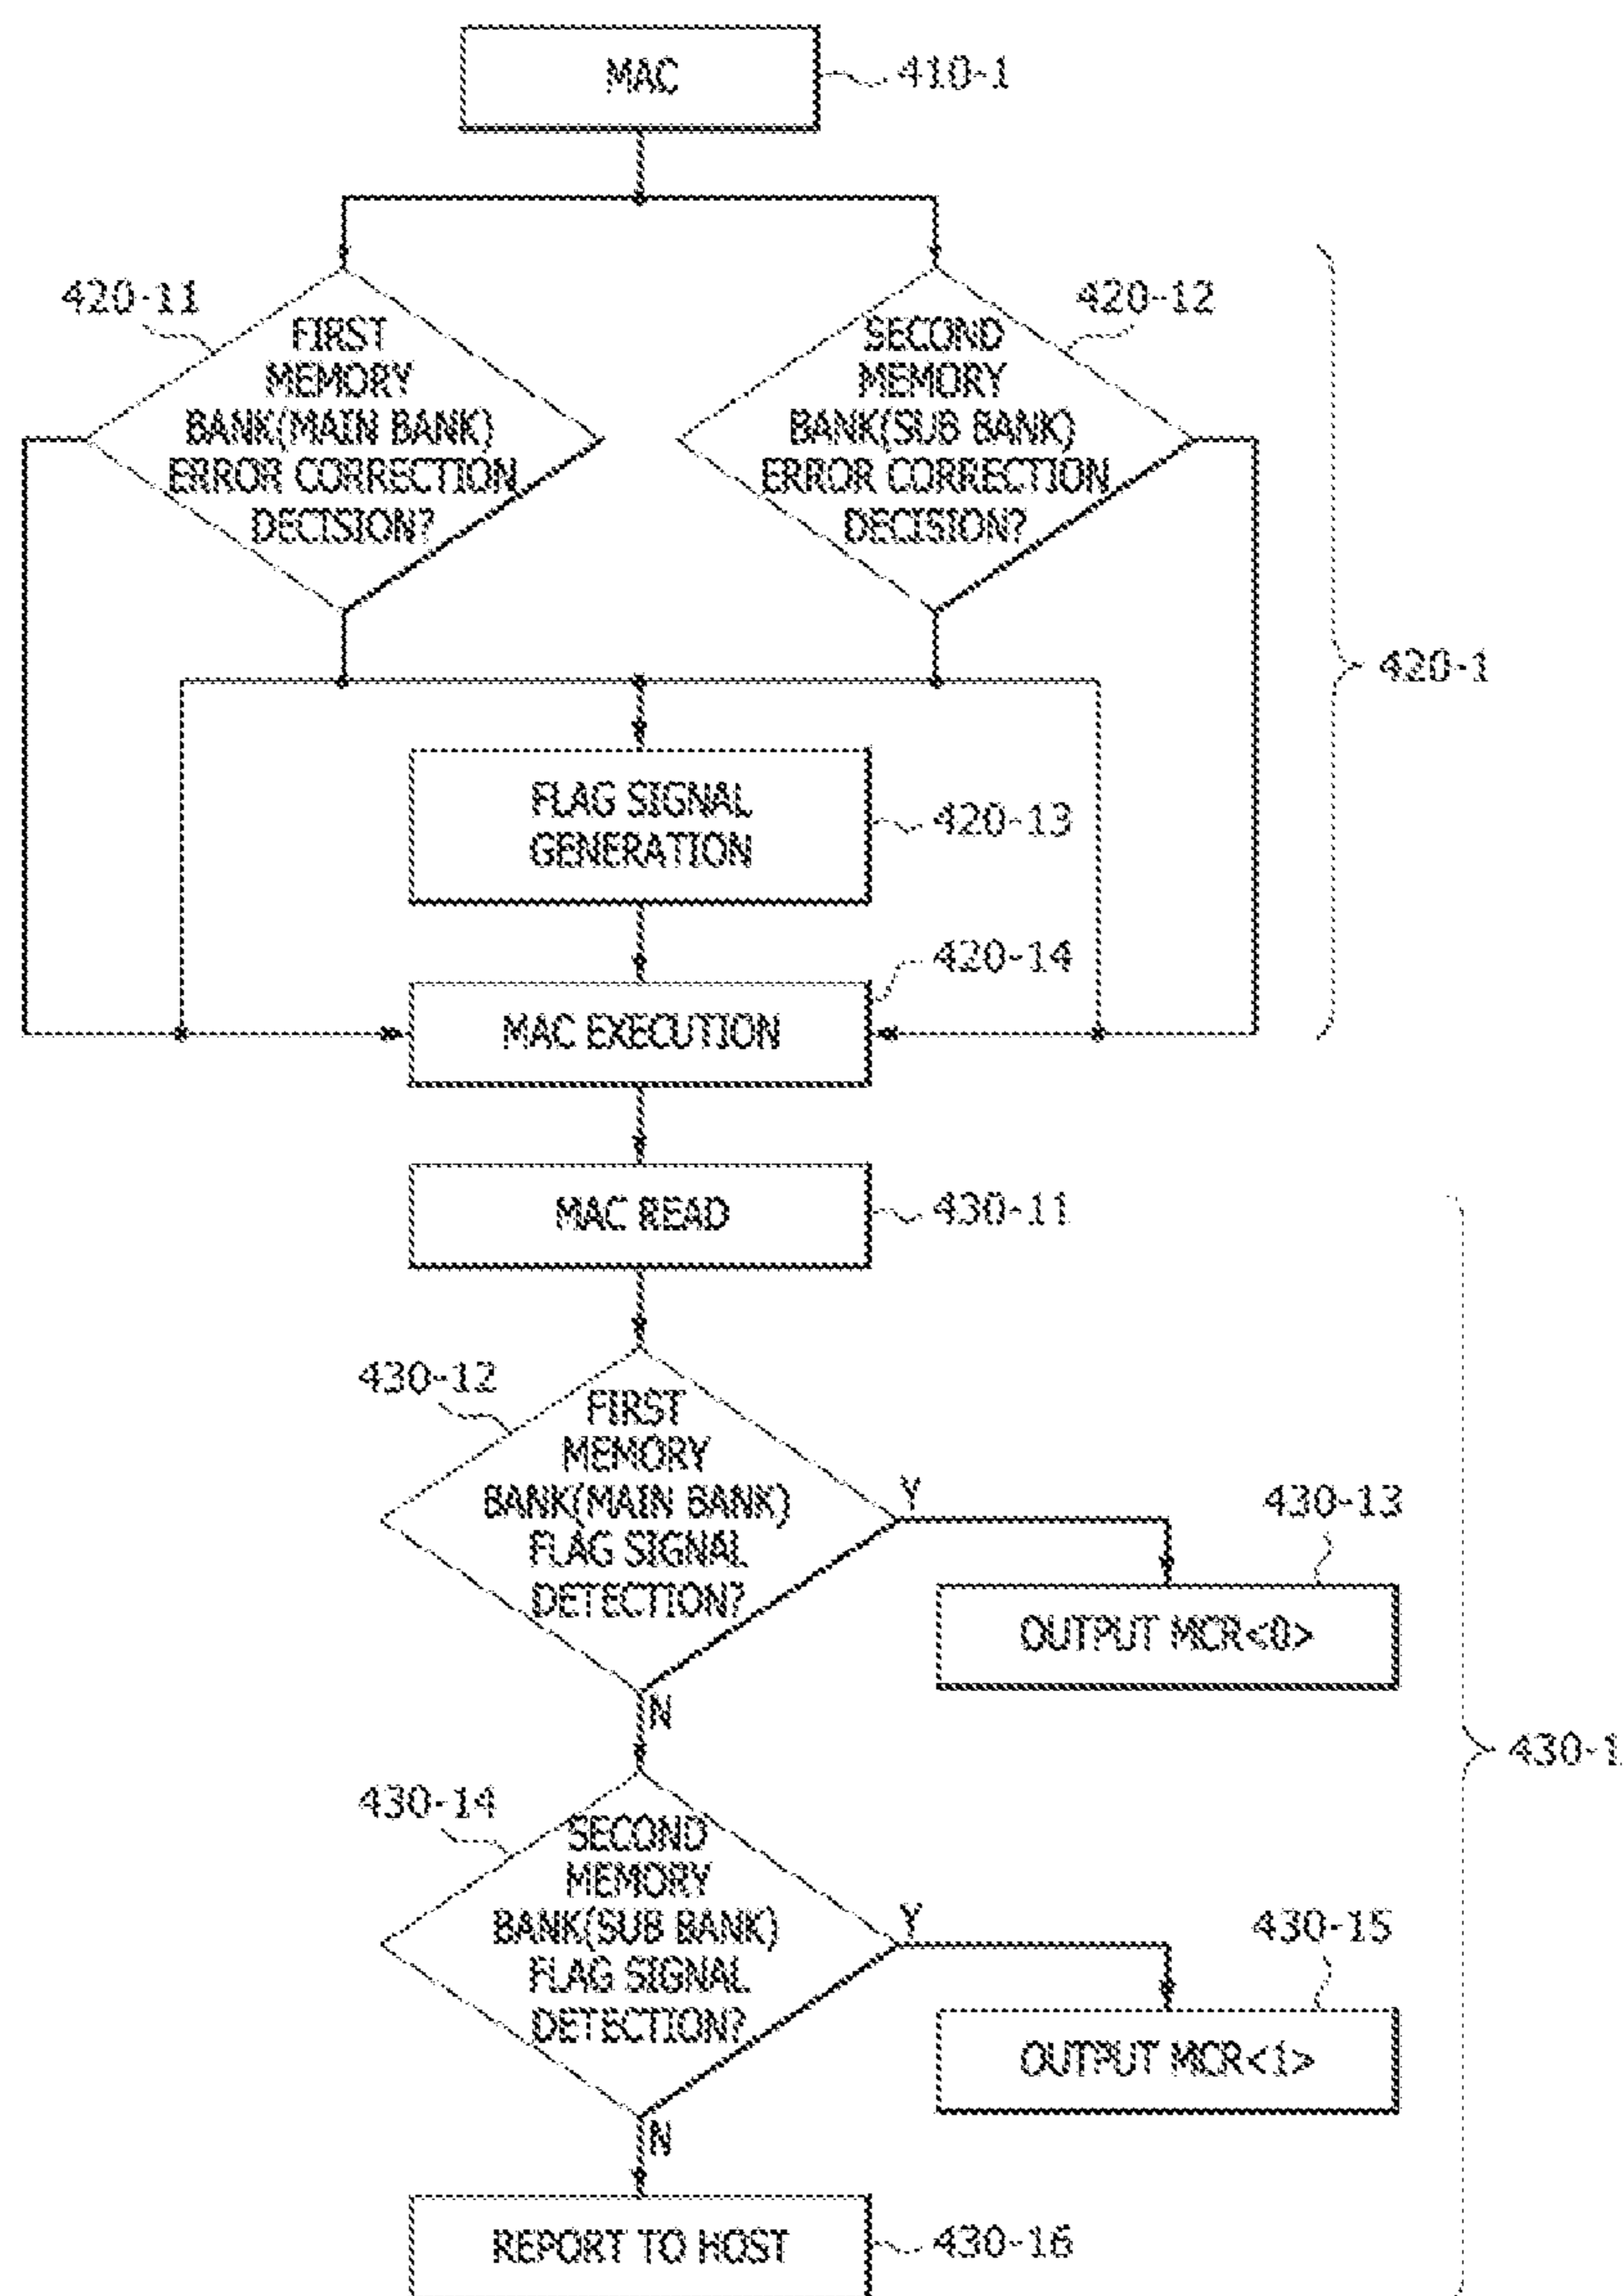 MAC
410-1
420-11
FIRST
MEMORY
BANK(MAIN BANK)
ERROR CORRECTION
DECISION?
420-12
SECOND
MEMORY
BANK(SUB BANK)
ERROR CORRECTION
DECISION?
420-1
FLAG SIGNAL
GENERATION
420-13
420-14
MAC EXECUTION
MAC READ
430-11
430-12
FIRST
MEMORY
BANK(MAIN BANK)
FLAG SIGNAL
DETECTION?
Y
430-13
OUTPUT MCR<0>
N
430-1
430-14
SECOND
MEMORY
BANK(SUB BANK)
FLAG SIGNAL
DETECTION?
Y
430-15
OUTPUT MCR<1>
N
REPORT TO HOST
430-16